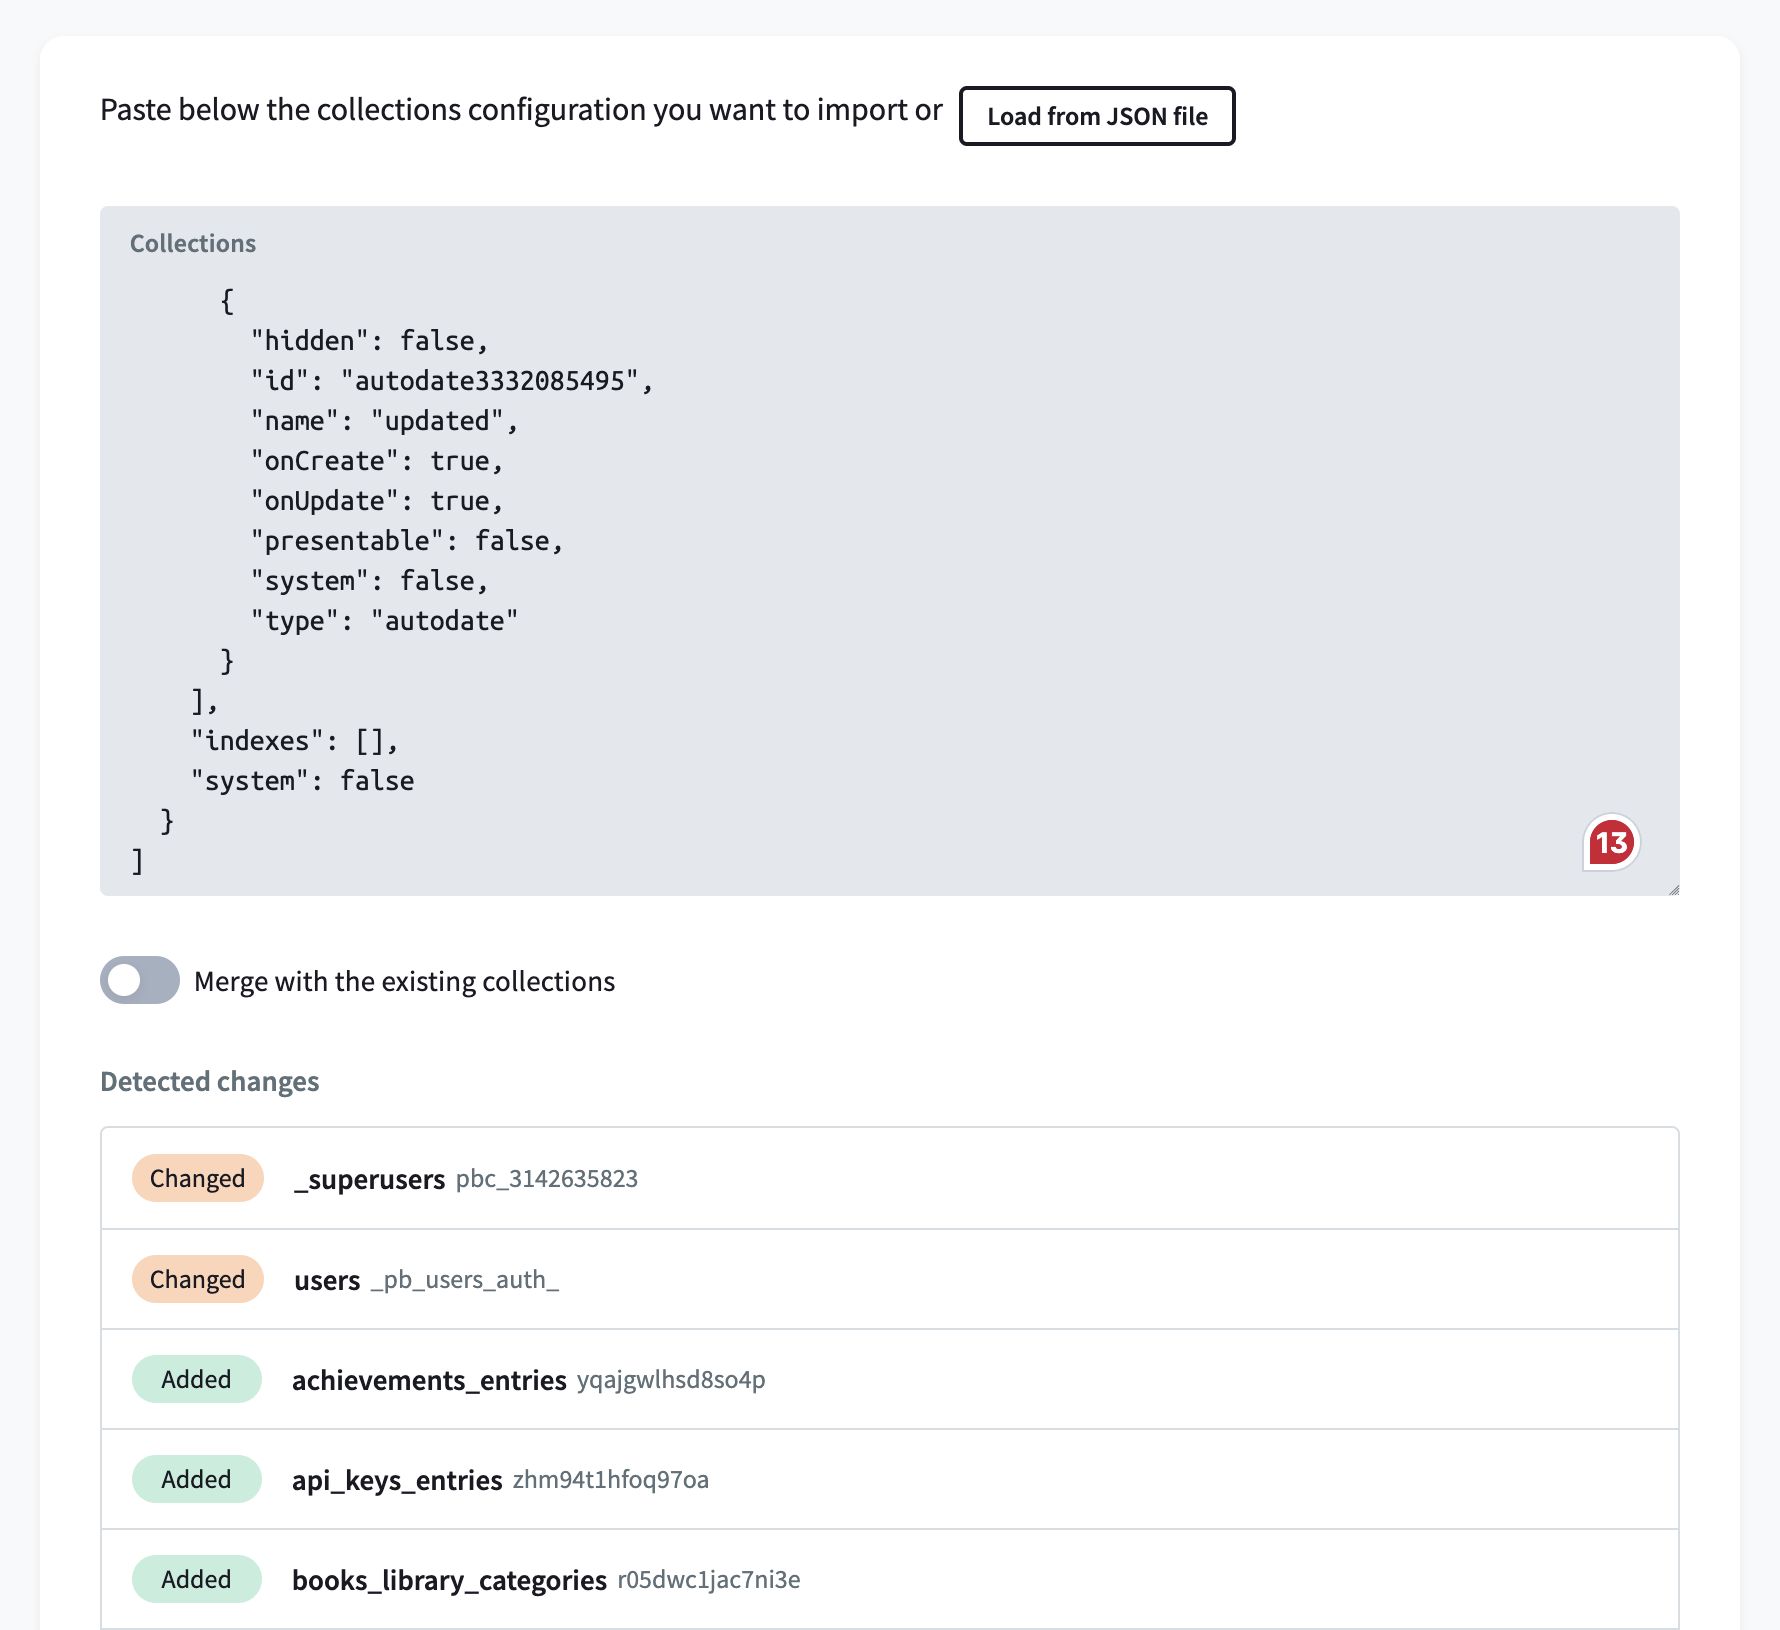 Paste below the collections configuration you want to import or Load from JSON file
Collections
{
"hidden": false,
"id": "autodate3332085495",
"name": "updated",
"onCreate": true,
"onUpdate": true,
"presentable": false,
"system": false,
"type": "autodate"
}
],
"indexes": [],
"system": false
}
]
13
Merge with the existing collections
Detected changes
Changed _superusers pbc_3142635823
Changed users _pb_users_auth_
Added achievements_entries yqajgwlhsd8so4p
Added api_keys_entries zhm94t1hfoq97oa
Added books_library_categories r05dwc1jac7ni3e